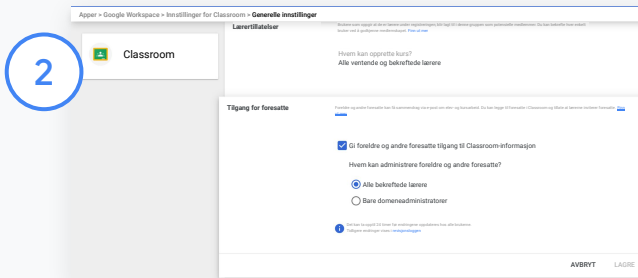 Apper > Google Workspace > Innstillinger for Classroom > Generelle innstillinger
2
Classroom
Lærertillatelser
Hvem kan opprette kurs?
Alle ventende og bekreftede lærere
Tilgang for foresatte
Gi foreldre og andre foresatte tilgang til Classroom-informasjon
Hvem kan administrere foreldre og andre foresatte?
Alle bekreftede lærere
Bare domeneadministratorer
AVBRYT LAGRE